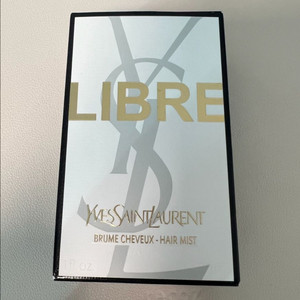 LIBRE
YVES SAINT LAURENT
BRUME CHEVEUX - HAIR MIST